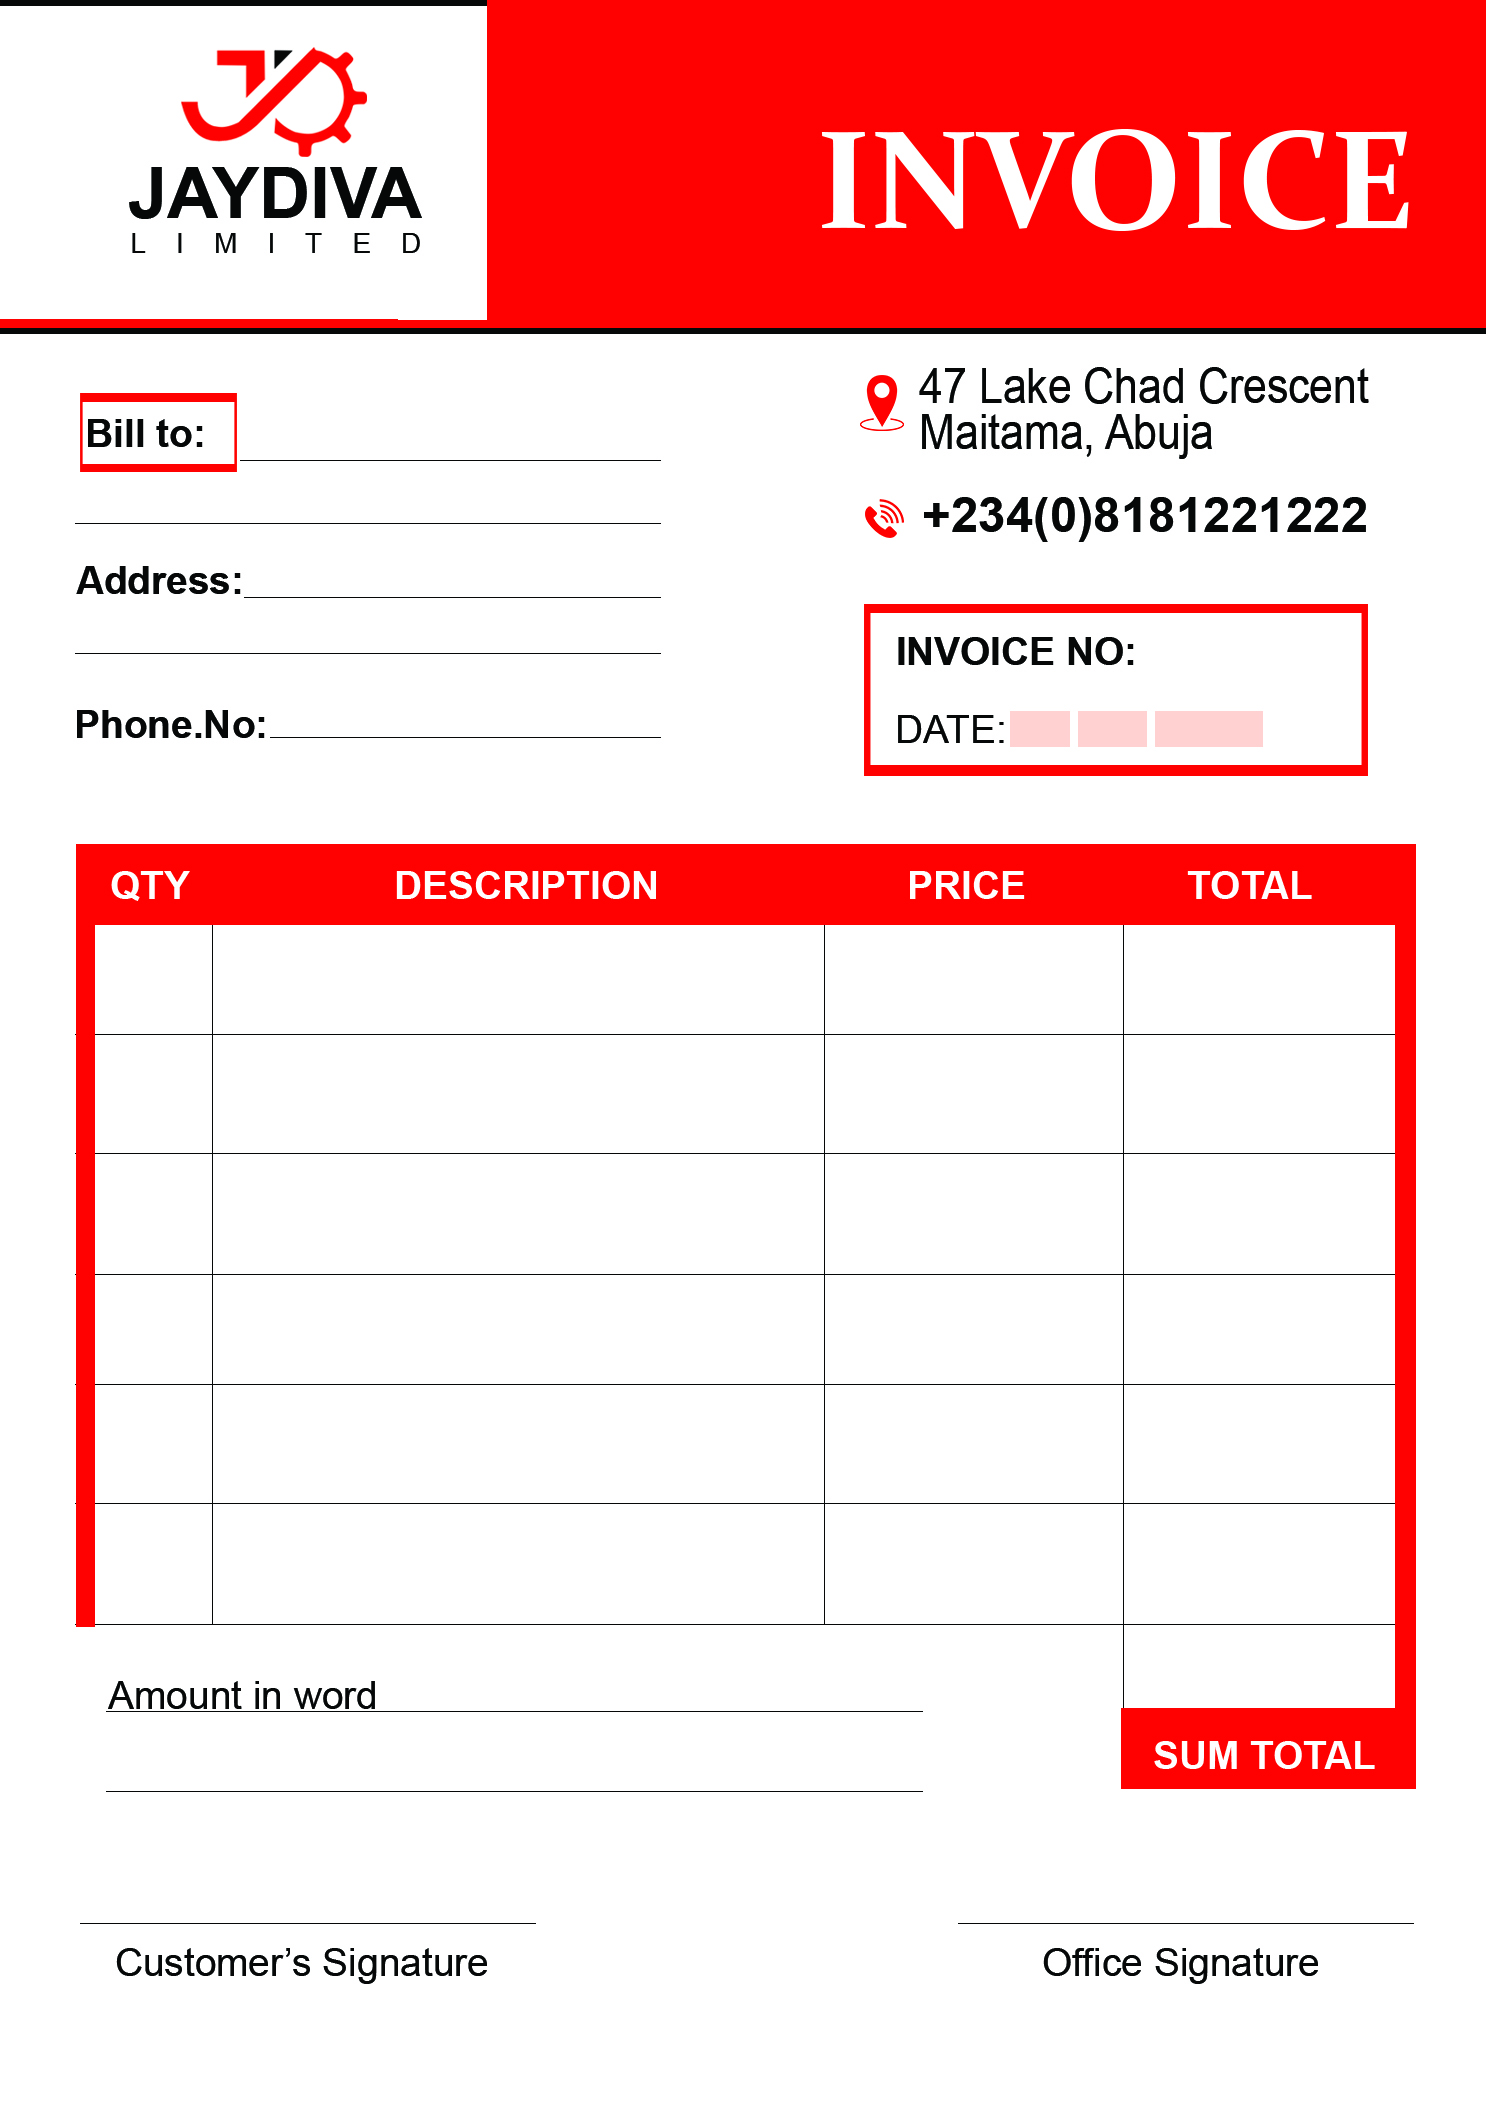 JAYDIVA
LIMITED
INVOICE
47 Lake Chad Crescent
Maitama, Abuja
+234(0)8181221222
Bill to:
Address:
Phone.No:
INVOICE NO:
DATE:
QTY DESCRIPTION PRICE TOTAL
Amount in word
SUM TOTAL
Customer’s Signature
Office Signature